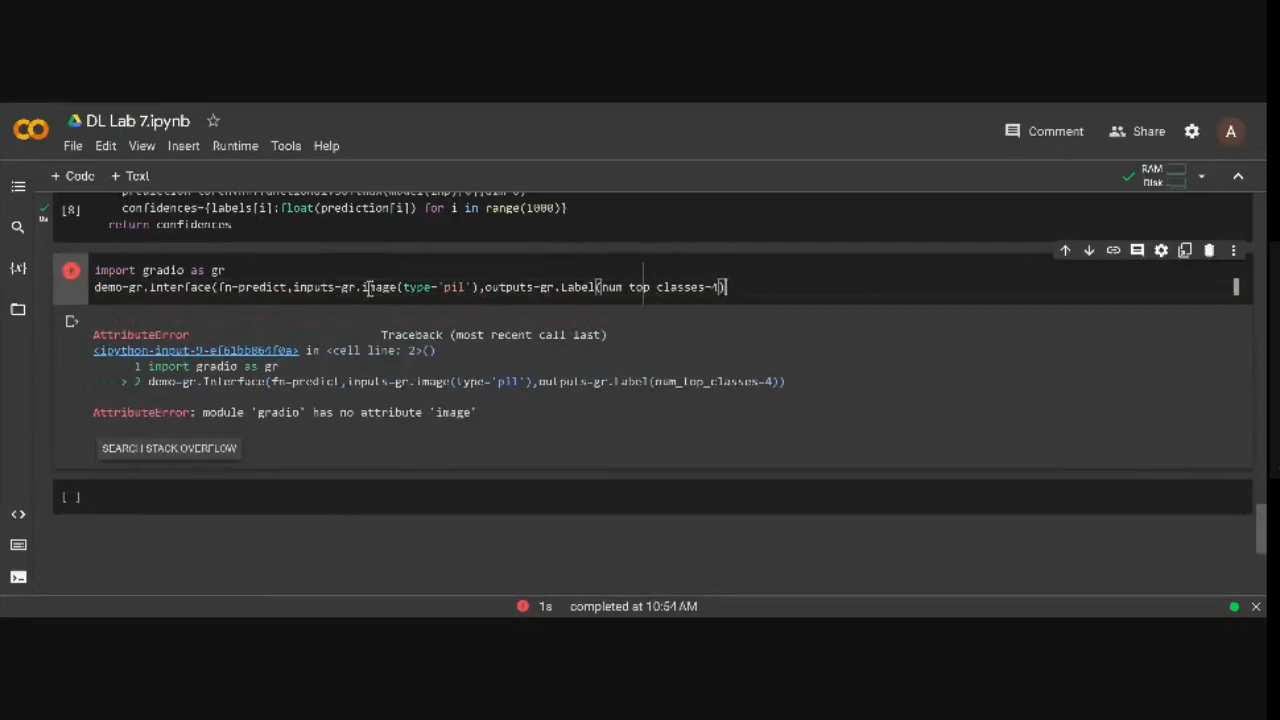 DL Lab 7.ipynb
File Edit View Insert Runtime Tools Help
Comment Share A
+ Code + Text
RAM
Disk
[8]
confidences={labels[i]:float(prediction[i]) for i in range(1000)}
return confidences
import gradio as gr
demo=gr.Interface(fn=predict,inputs=gr.image(type='pil'),outputs=gr.Label(num_top_classes=4)
AttributeError Traceback (most recent call last)
<ipython-input-9-ef61bb864f0a> in <cell line: 2>()
1 import gradio as gr
> 2 demo=gr.Interface(fn=predict,inputs=gr.image(type='pil'),outputs=gr.Label(num_top_classes=4))
AttributeError: module 'gradio' has no attribute 'image'
SEARCH STACK OVERFLOW
[ ]
1s completed at 10:54 AM